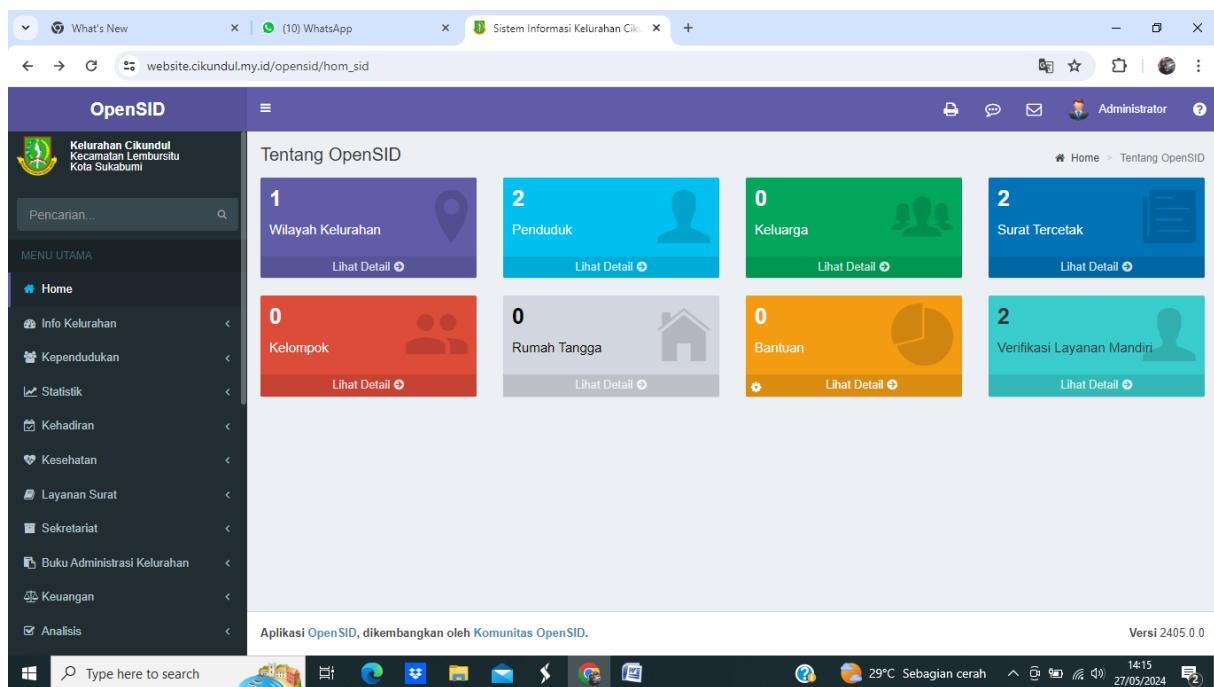 What's New
(10) WhatsApp
Sistem Informasi Kelurahan Cik
website.cikundul.my.id/opensid/hom_sid
OpenSID
Administrator
Kelurahan Cikundul
Kecamatan Lembursitu
Kota Sukabumi
Pencarian...
MENU UTAMA
Home
Info Kelurahan
Kependudukan
Statistik
Kehadiran
Kesehatan
Layanan Surat
Sekretariat
Buku Administrasi Kelurahan
Keuangan
Analisis
Tentang OpenSID
Home > Tentang OpenSID
1
Wilayah Kelurahan
Lihat Detail
2
Penduduk
Lihat Detail
0
Keluarga
Lihat Detail
2
Surat Tercetak
Lihat Detail
0
Kelompok
Lihat Detail
0
Rumah Tangga
Lihat Detail
0
Bantuan
Lihat Detail
2
Verifikasi Layanan Mandiri
Lihat Detail
Aplikasi OpenSID, dikembangkan oleh Komunitas OpenSID.
Versi 2405.0.0
Type here to search
29°C Sebagian cerah
14:15
27/05/2024
2